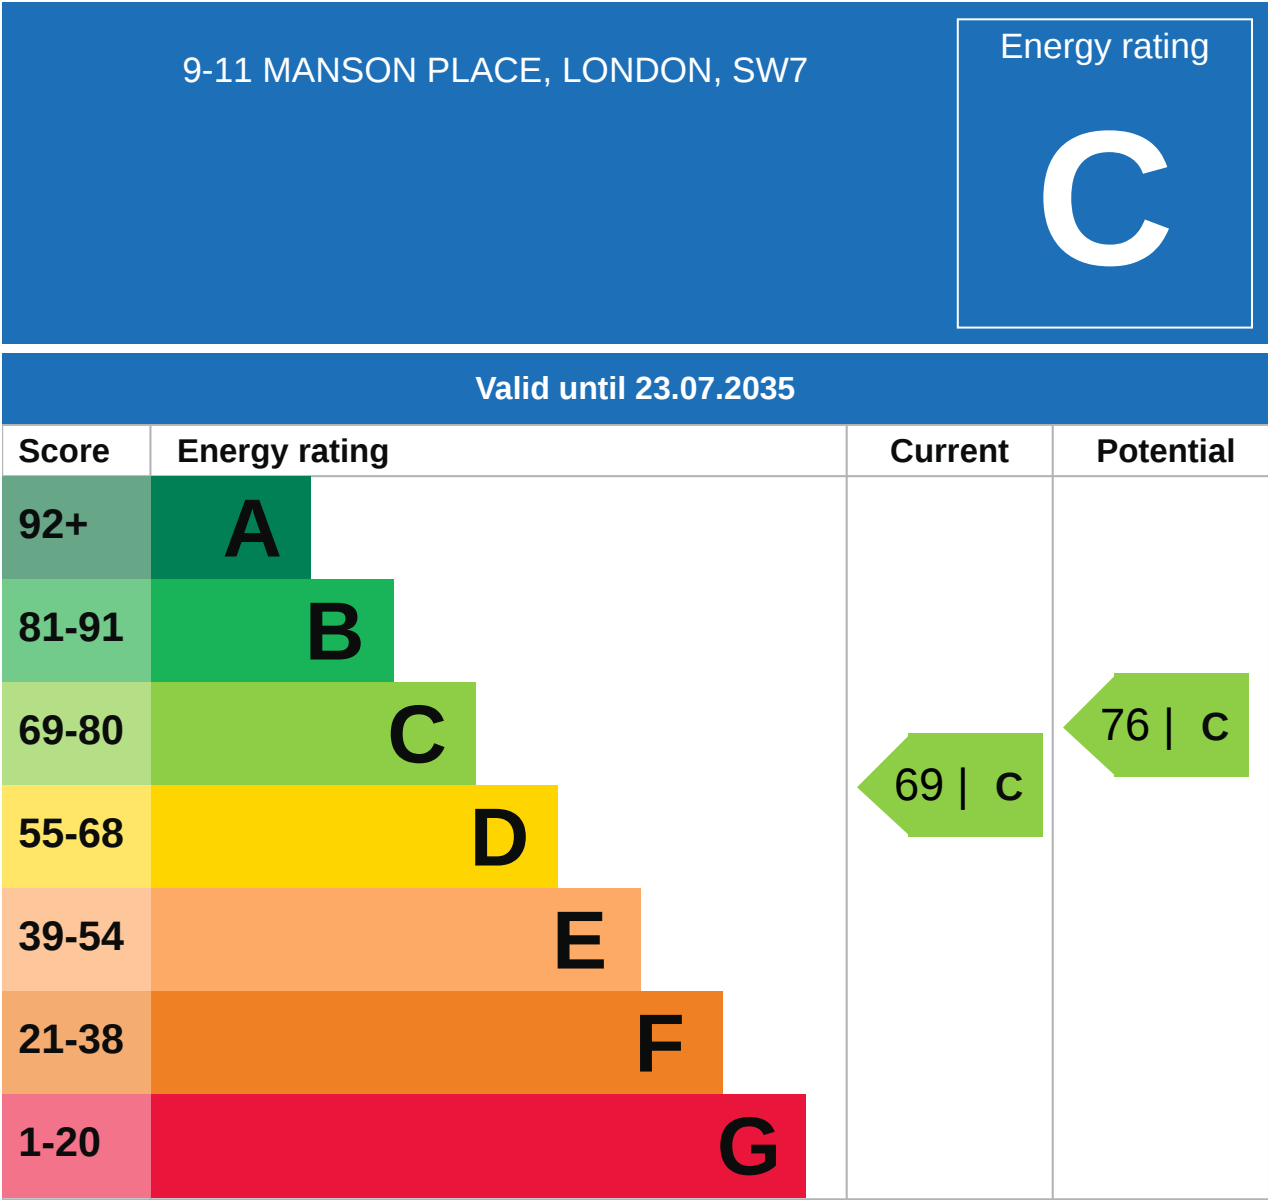 9-11 MANSON PLACE, LONDON, SW7
Energy rating
C
Valid until 23.07.2035
Score Energy rating Current Potential
92+ A
81-91 B
69-80 C
76 | C
69 | C
55-68 D
39-54 E
21-38 F
1-20 G